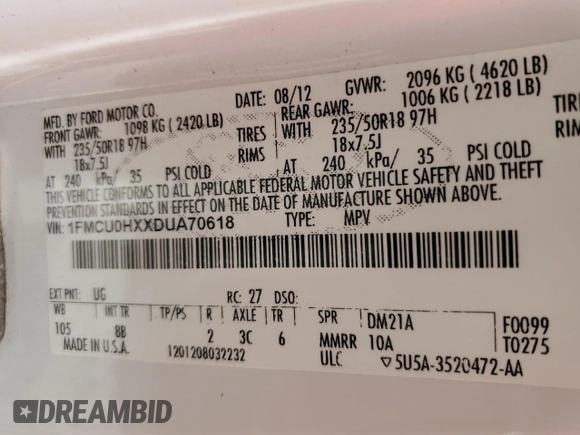 MFD. BY FORD MOTOR CO.
DATE: 08/12 GVWR: 2096 KG ( 4620 LB)
FRONT GAWR: 1098 KG ( 2420 LB)
REAR GAWR: 1006 KG ( 2218 LB)
WITH 235/50R18 97H TIRES WITH 235/50R18 97H TIRE
18x7.5J RIMS 18x7.5J RIM
AT 240 kPa/ 35 PSI COLD AT 240 kPa/ 35 PSI COLD
THIS VEHICLE CONFORMS TO ALL APPLICABLE FEDERAL MOTOR VEHICLE SAFETY AND THEFT
PREVENTION STANDARDS IN EFFECT ON THE DATE OF MANUFACTURE SHOWN ABOVE.
VIN: 1FMCU0HXXDUA70618 TYPE: MPV
EXT PNT: UG RC: 27 DSO:
WB INT TR TP/PS R AXLE TR SPR DM21A F0099
105 8B 2 3C 6 MMRR 10A T0275
MADE IN U.S.A. 1201208032232 ULC ▽5U5A-3520472-AA
DREAMBID